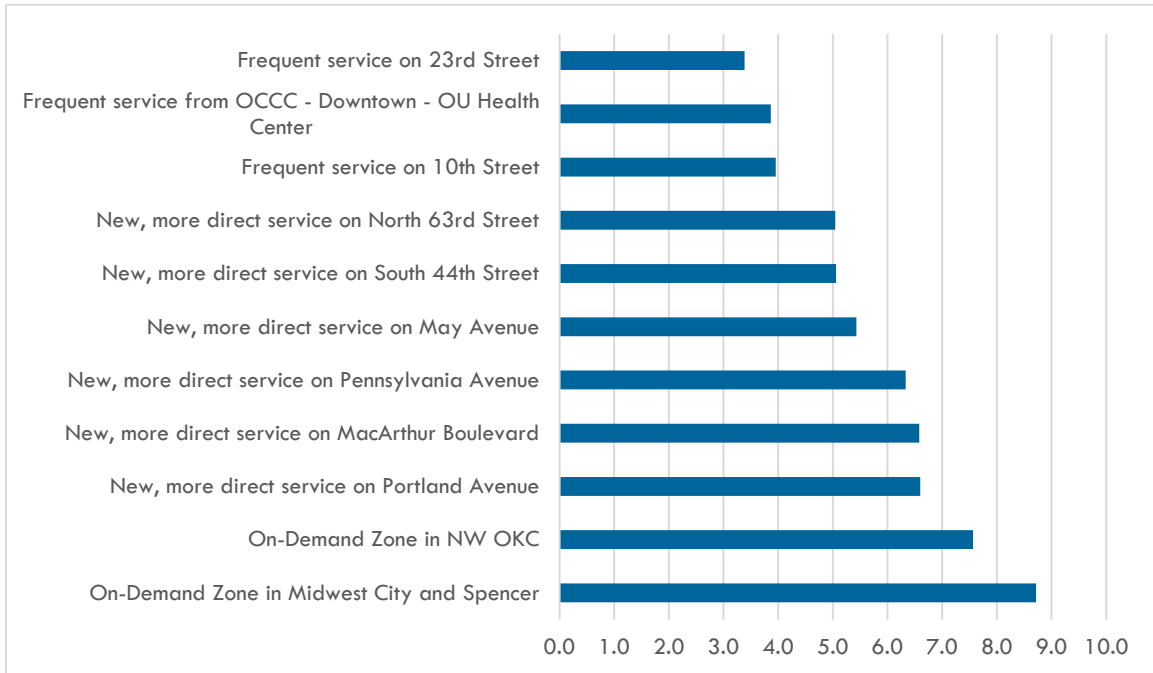 Frequent service on 23rd Street
Frequent service from OCCC - Downtown - OU Health
Center
Frequent service on 10th Street
New, more direct service on North 63rd Street
New, more direct service on South 44th Street
New, more direct service on May Avenue
New, more direct service on Pennsylvania Avenue
New, more direct service on MacArthur Boulevard
New, more direct service on Portland Avenue
On-Demand Zone in NW OKC
On-Demand Zone in Midwest City and Spencer
0.0 1.0 2.0 3.0 4.0 5.0 6.0 7.0 8.0 9.0 10.0